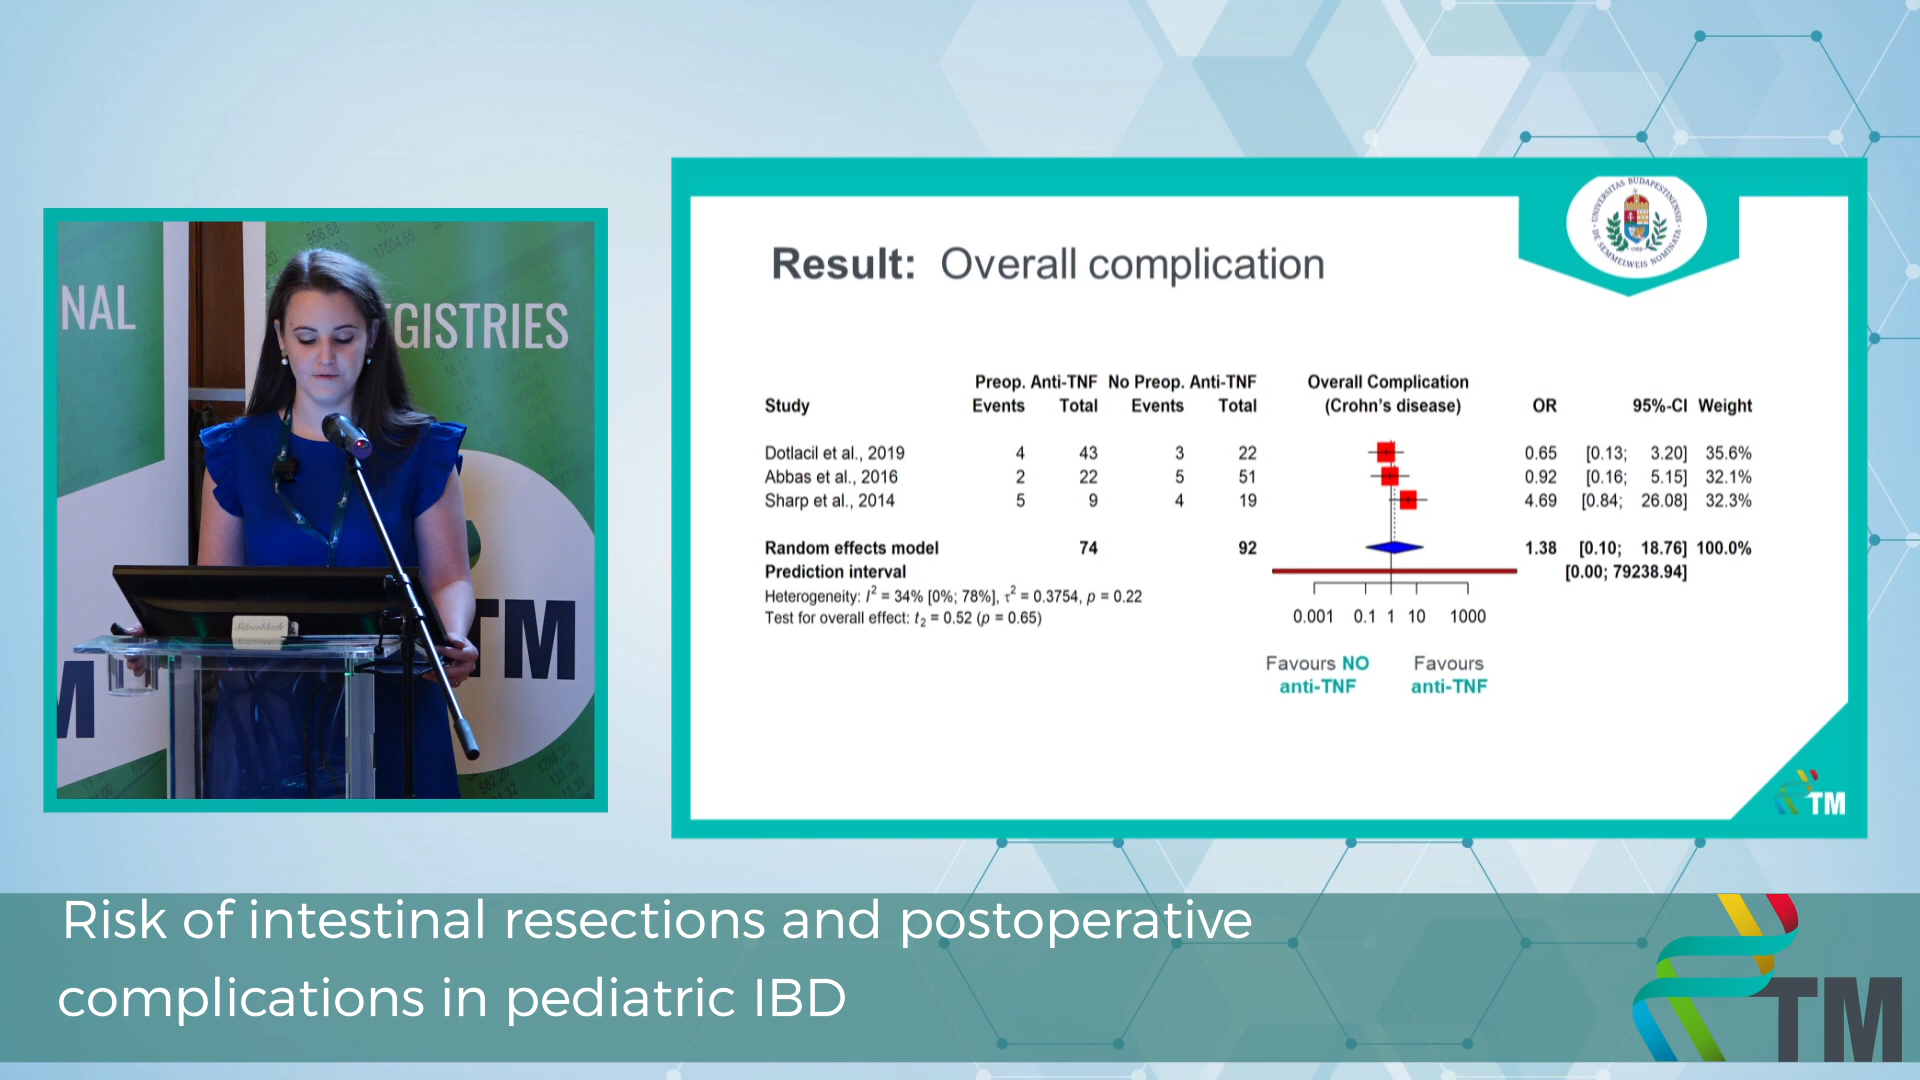 NAL
GISTRIES
TM
M
Silverblade
UNIVERSITAS BUDAPESTINENSIS
DE SEMMELWEIS NOMINATA
Result: Overall complication
Preop. Anti-TNF No Preop. Anti-TNF Overall Complication
Study Events Total Events Total (Crohn's disease) OR 95%-CI Weight
Dotlacil et al., 2019 4 43 3 22 0.65 [0.13; 3.20] 35.6%
Abbas et al., 2016 2 22 5 51 0.92 [0.16; 5.15] 32.1%
Sharp et al., 2014 5 9 4 19 4.69 [0.84; 26.08] 32.3%
Random effects model 74 92 1.38 [0.10; 18.76] 100.0%
Prediction interval [0.00; 79238.94]
Heterogeneity: I² = 34% [0%; 78%], τ² = 0.3754, p = 0.22
Test for overall effect: t₂ = 0.52 (p = 0.65)
0.001 0.1 1 10 1000
Favours NO Favours
anti-TNF anti-TNF
TM
Risk of intestinal resections and postoperative
complications in pediatric IBD
TM